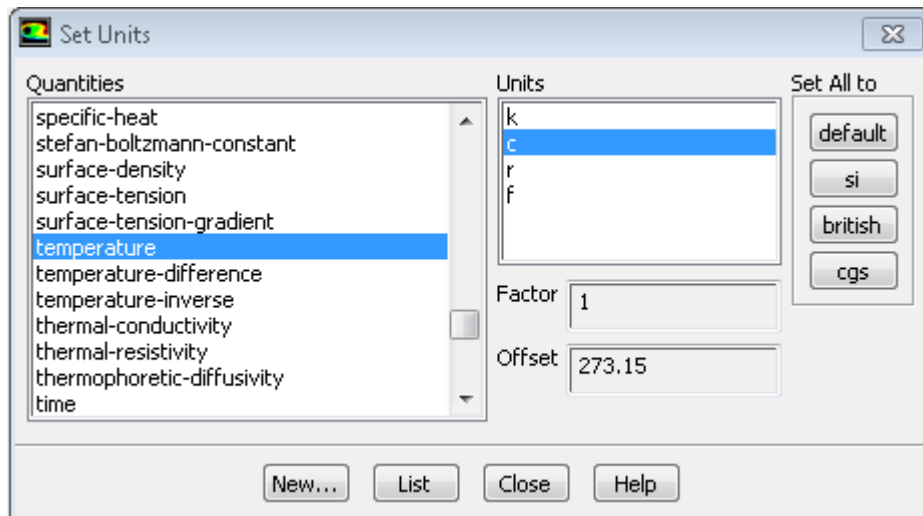 Set Units
Quantities
specific-heat
stefan-boltzmann-constant
surface-density
surface-tension
surface-tension-gradient
temperature
temperature-difference
temperature-inverse
thermal-conductivity
thermal-resistivity
thermophoretic-diffusivity
time
Units
k
c
r
f
Factor 1
Offset 273.15
Set All to
default
si
british
cgs
New... List Close Help